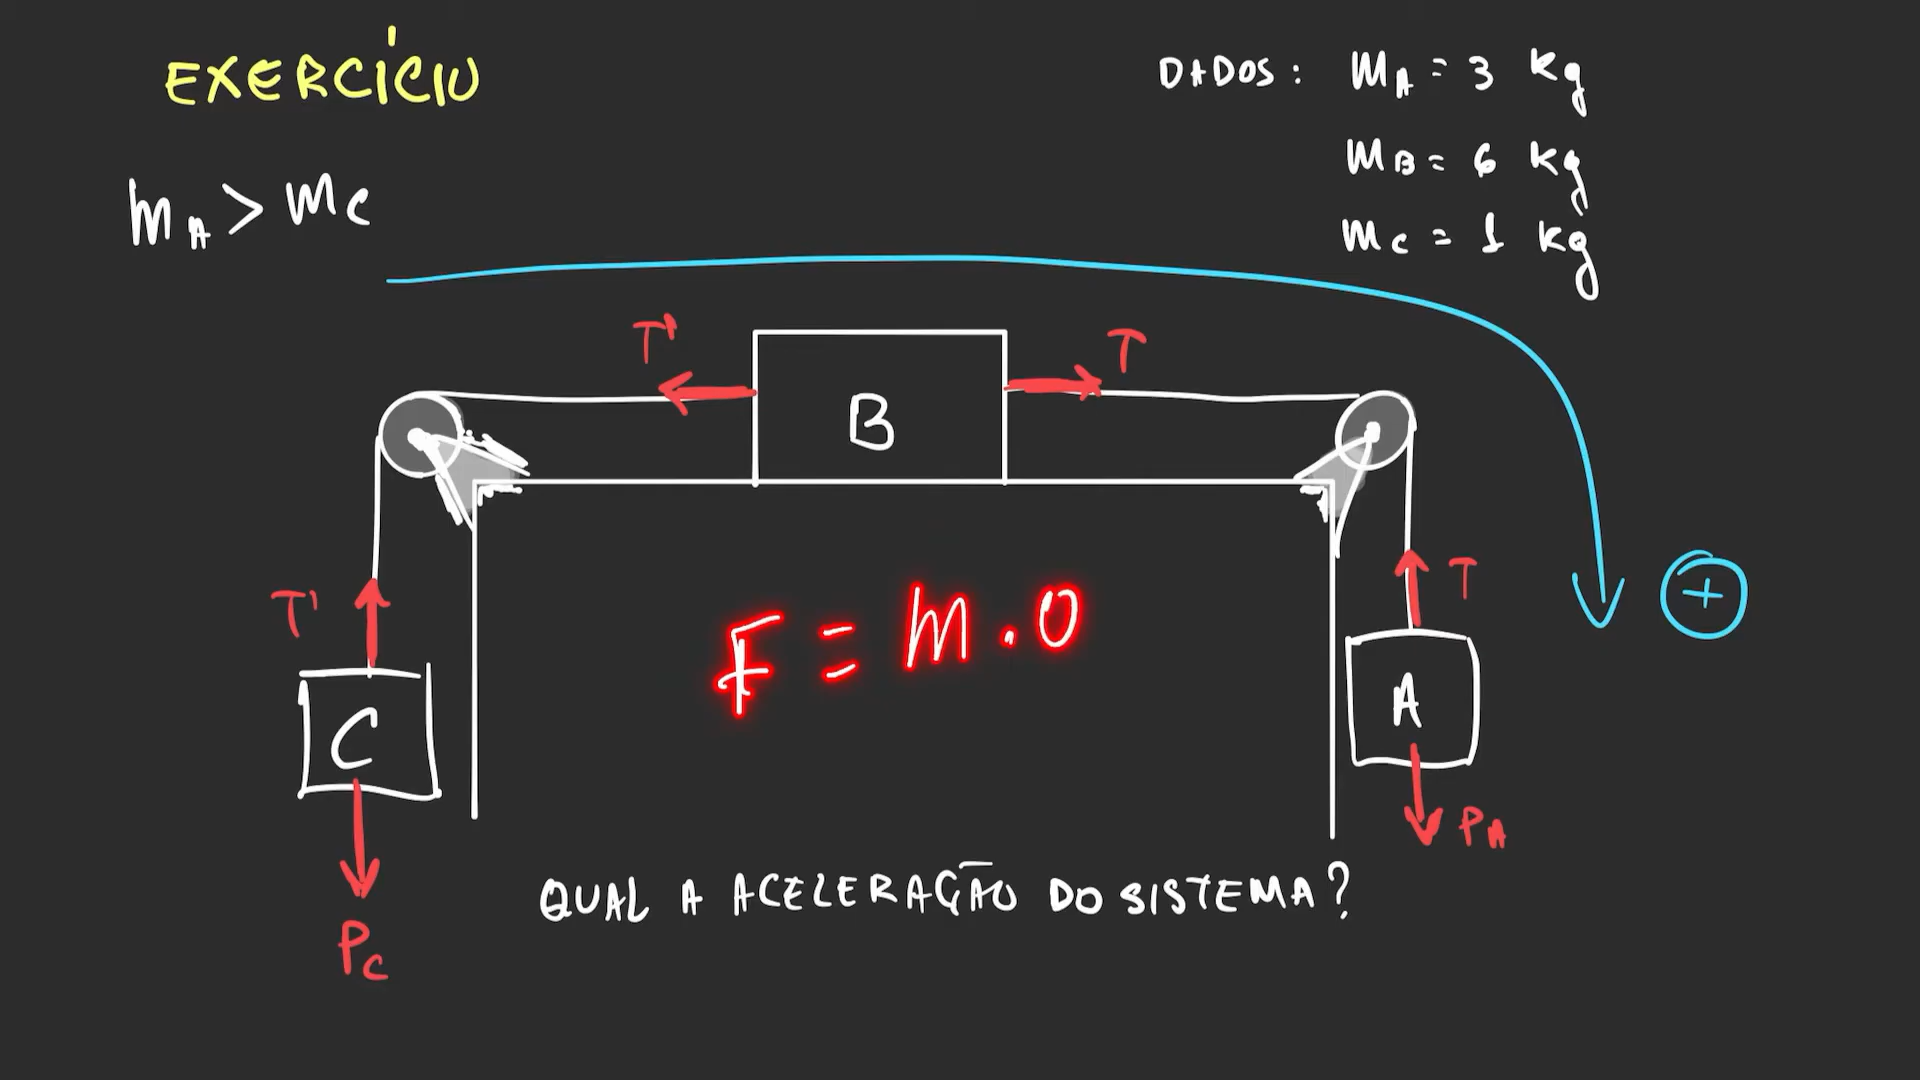 EXERCÍCIO
DADOS: mA = 3 kg
mB = 6 kg
mC = 1 kg
mA > mC
T'
T
B
T'
T
F = m . a
C
A
PA
QUAL A ACELERAÇÃO DO SISTEMA?
PC
+